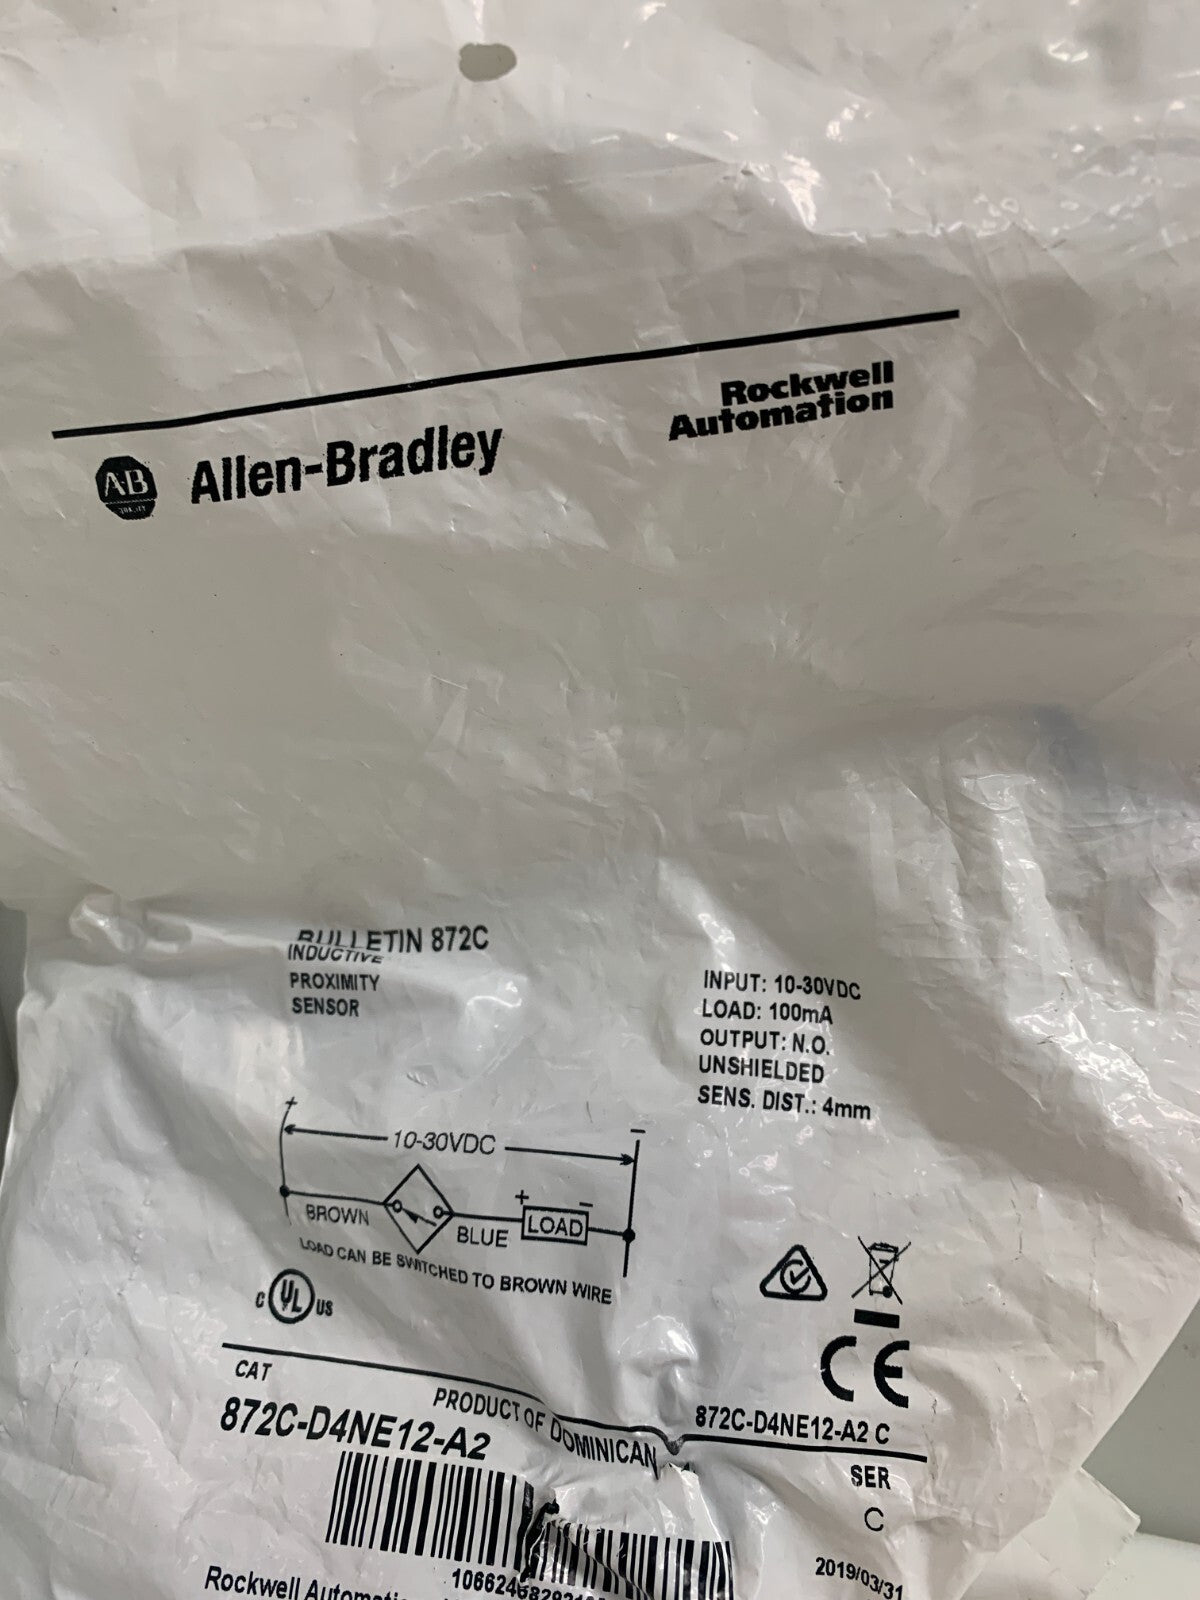 Rockwell
Automation
AB
Allen-Bradley
BULLETIN 872C
INDUCTIVE
PROXIMITY
SENSOR
INPUT: 10-30VDC
LOAD: 100mA
OUTPUT: N.O.
UNSHIELDED
SENS. DIST.: 4mm
+ −
10-30VDC
BROWN
BLUE
+ −
LOAD
LOAD CAN BE SWITCHED TO BROWN WIRE
C UL US
CE
CAT
872C-D4NE12-A2
PRODUCT OF DOMINICAN
872C-D4NE12-A2 C
SER
C
2019/03/31
Rockwell